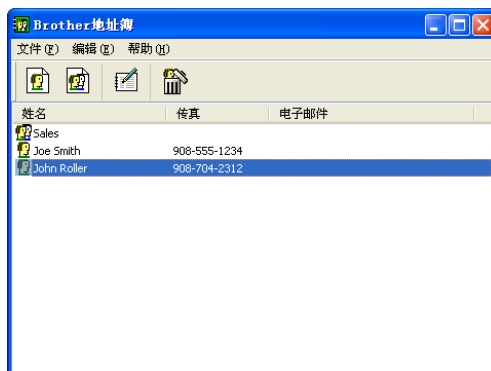 Brother地址簿
文件(F) 编辑(E) 帮助(H)
姓名 传真 电子邮件
Sales
Joe Smith 908-555-1234
John Roller 908-704-2312